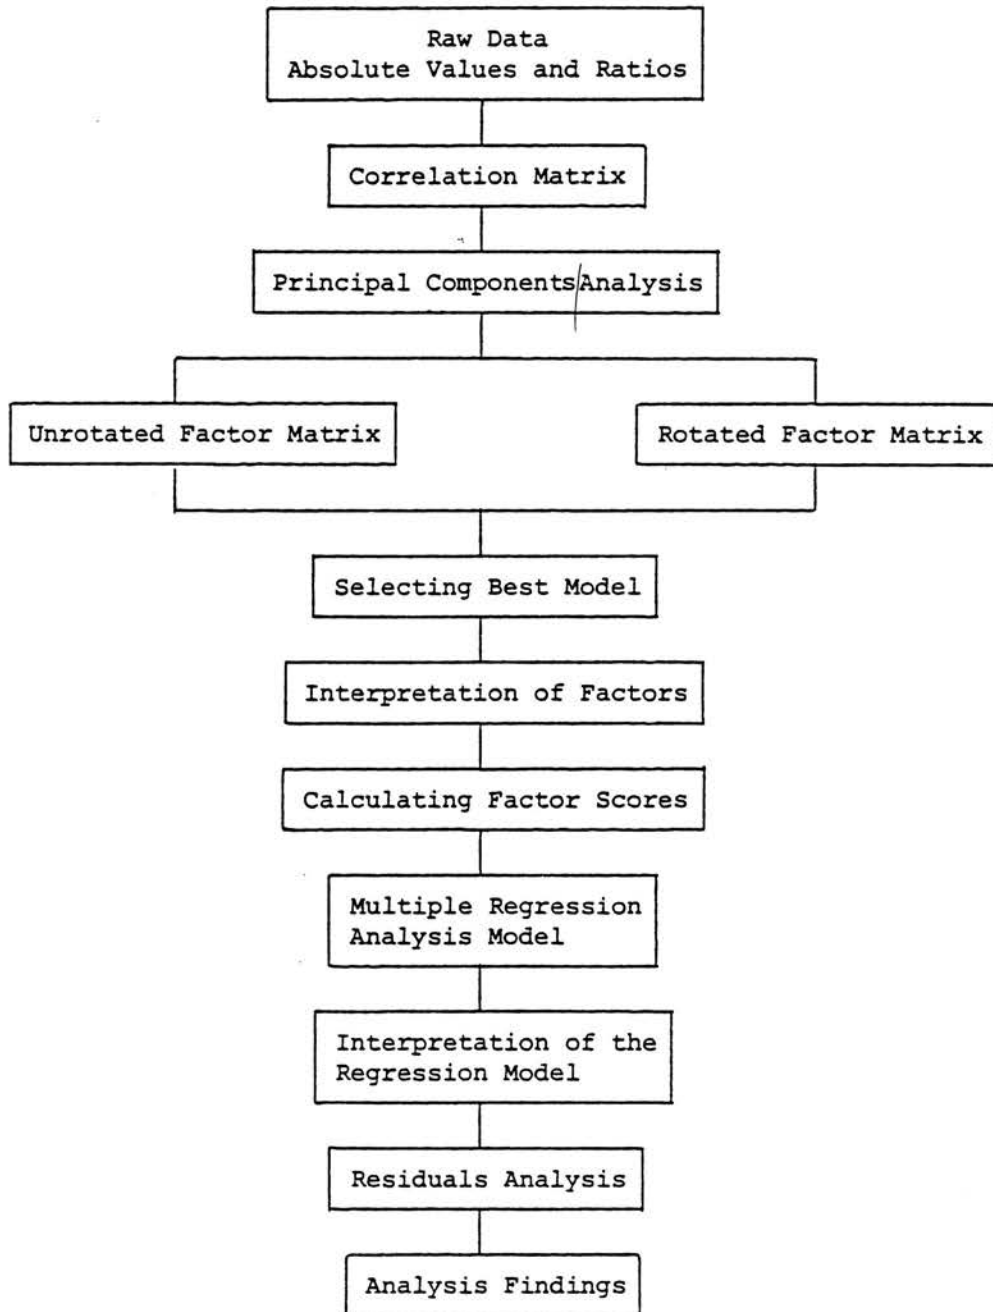 Raw Data
Absolute Values and Ratios
Correlation Matrix
Principal Components Analysis
Unrotated Factor Matrix
Rotated Factor Matrix
Selecting Best Model
Interpretation of Factors
Calculating Factor Scores
Multiple Regression
Analysis Model
Interpretation of the
Regression Model
Residuals Analysis
Analysis Findings